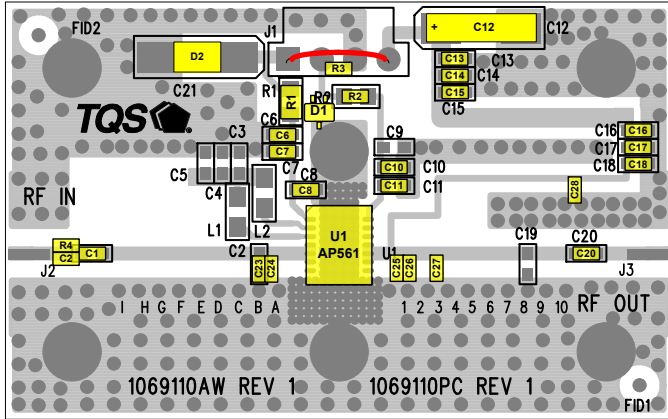 FID2
J1
+ C12
C12
D2
C21
R3
C13
C13
C14
C14
C15
C15
R1
R1
R2
R2
D1
TQS
C6
C6
C7
C7
C3
C9
C16
C16
C17
C17
C18
C18
C5
C4
C8
C8
C10
C10
C11
C11
C28
RF IN
L1
L2
U1
AP561
U1
C2
C19
C20
C20
R4
C2
C1
J2
C23
C24
C25
C26
C27
J3
I H G F E D C B A
1 2 3 4 5 6 7 8 9 10
RF OUT
1069110AW REV 1
1069110PC REV 1
FID1